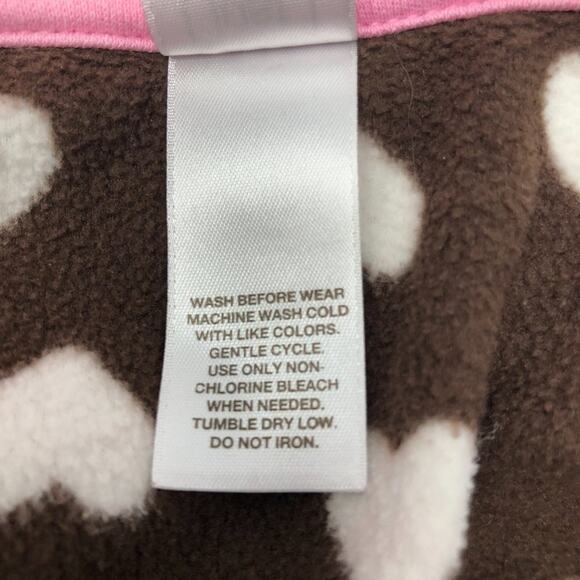 WASH BEFORE WEAR
MACHINE WASH COLD
WITH LIKE COLORS.
GENTLE CYCLE.
USE ONLY NON-
CHLORINE BLEACH
WHEN NEEDED.
TUMBLE DRY LOW.
DO NOT IRON.